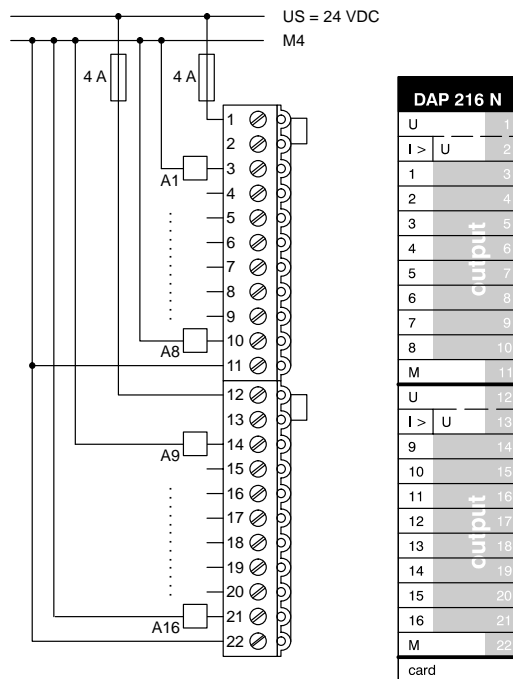 US = 24 VDC
M4
4 A
4 A
1
2
3
A1
4
5
6
7
8
9
10
A8
11
12
13
14
A9
15
16
17
18
19
20
21
A16
22
DAP 216 N
U 1
I > U 2
1 3
2 4
3 5
4 6
5 7
6 8
7 9
8 10
output
M 11
U 12
I > U 13
9 14
10 15
11 16
12 17
13 18
14 19
15 20
16 21
output
M 22
card